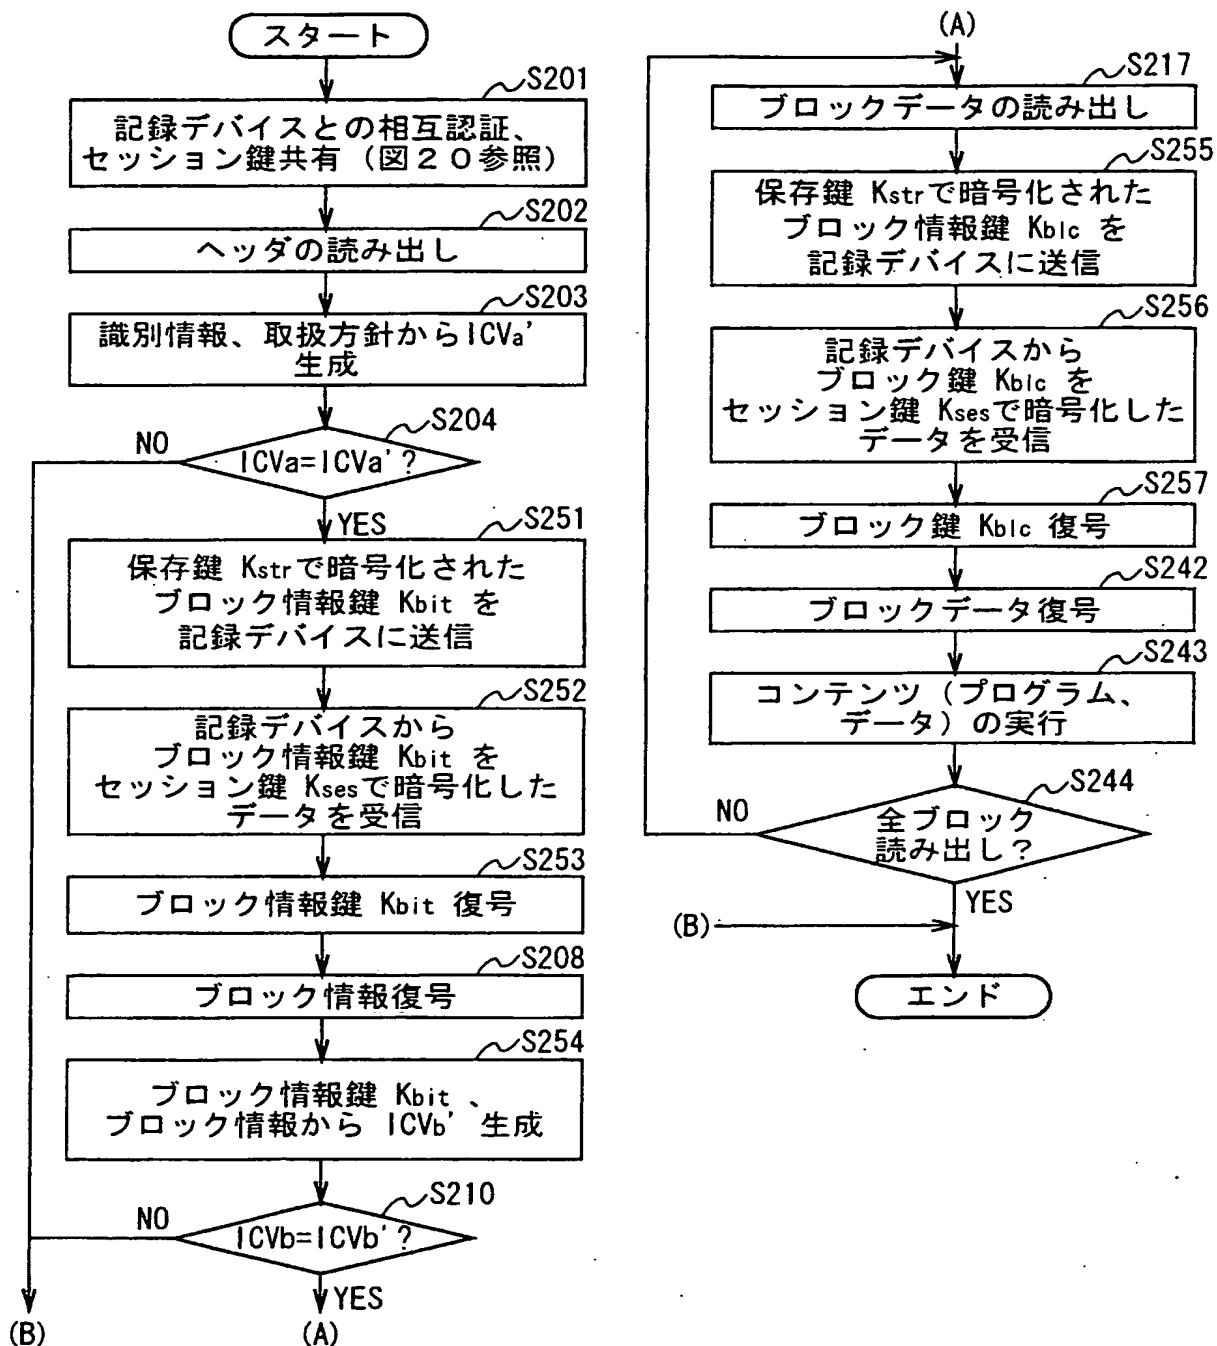 スタート
S201
記録デバイスとの相互認証、
セッション鍵共有（図２０参照）
S202
ヘッダの読み出し
S203
識別情報、取扱方針からICVa'
生成
S204
ICVa=ICVa'?
NO
YES
S251
保存鍵 Kstrで暗号化された
ブロック情報鍵 Kbit を
記録デバイスに送信
S252
記録デバイスから
ブロック情報鍵 Kbit を
セッション鍵 Ksesで暗号化した
データを受信
S253
ブロック情報鍵 Kbit 復号
S208
ブロック情報復号
S254
ブロック情報鍵 Kbit 、
ブロック情報から ICVb' 生成
S210
ICVb=ICVb'?
NO
YES
(B)
(A)
(A)
S217
ブロックデータの読み出し
S255
保存鍵 Kstrで暗号化された
ブロック情報鍵 Kblc を
記録デバイスに送信
S256
記録デバイスから
ブロック鍵 Kblc を
セッション鍵 Ksesで暗号化した
データを受信
S257
ブロック鍵 Kblc 復号
S242
ブロックデータ復号
S243
コンテンツ（プログラム、
データ）の実行
S244
全ブロック
読み出し？
NO
YES
(B)
エンド